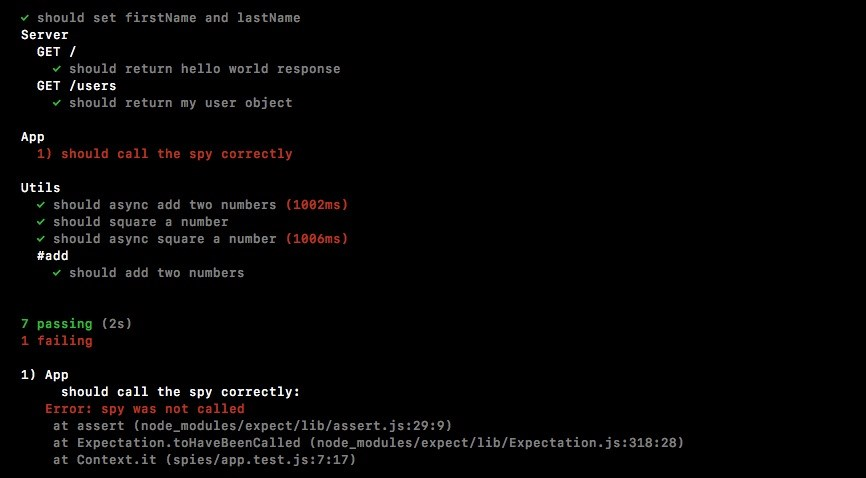 ✓ should set firstName and lastName
Server
GET /
✓ should return hello world response
GET /users
✓ should return my user object
App
1) should call the spy correctly
Utils
✓ should async add two numbers (1002ms)
✓ should square a number
✓ should async square a number (1006ms)
#add
✓ should add two numbers
7 passing (2s)
1 failing
1) App
should call the spy correctly:
Error: spy was not called
at assert (node_modules/expect/lib/assert.js:29:9)
at Expectation.toHaveBeenCalled (node_modules/expect/lib/Expectation.js:318:28)
at Context.it (spies/app.test.js:7:17)